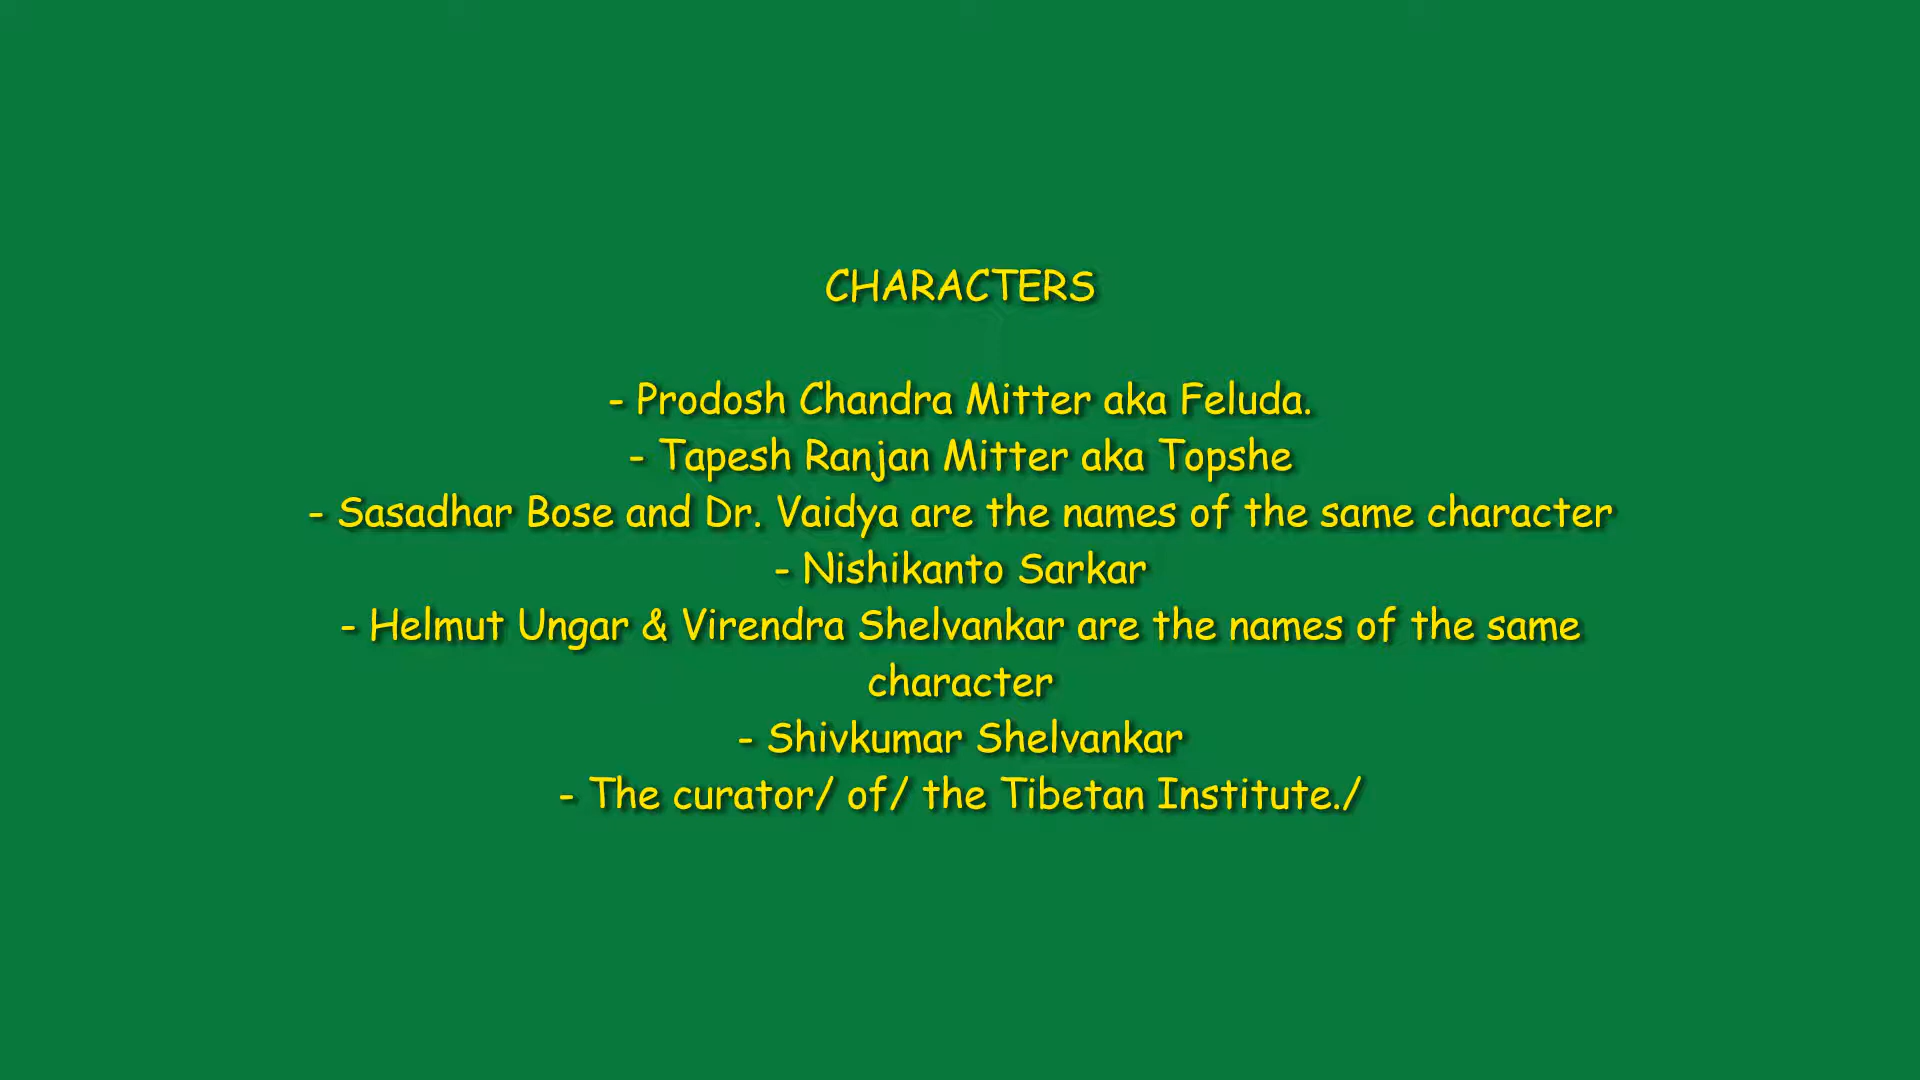 CHARACTERS
- Prodosh Chandra Mitter aka Feluda.
- Tapesh Ranjan Mitter aka Topshe
- Sasadhar Bose and Dr. Vaidya are the names of the same character
- Nishikanto Sarkar
- Helmut Ungar & Virendra Shelvankar are the names of the same
character
- Shivkumar Shelvankar
- The curator/ of/ the Tibetan Institute./